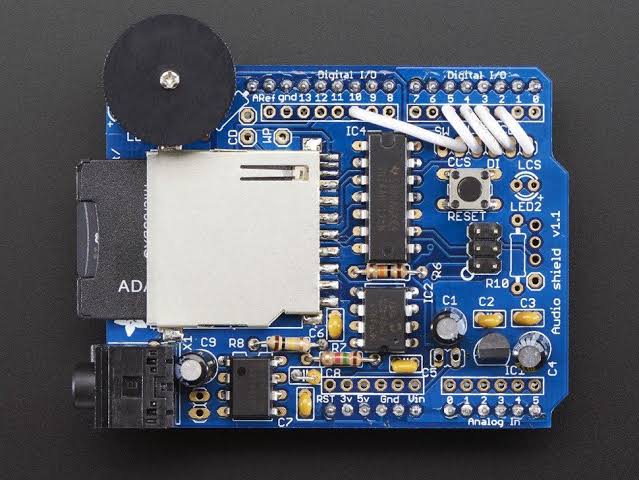 Digital I/O
Digital I/O
ARef gnd 13 12 11 10 9 8
7 6 5 4 3 2 1 0
CD
WP
IC4
SW
CCS
DI
LCS
LED2
RESET
R6
IC2
R10
Audio shield v1.1
ADA
C1
C2
C3
C6
R7
R8
C9
X1
C8
C5
IC1
C4
C7
RST 3v 5v Gnd Vin
0 1 2 3 4 5
Analog In